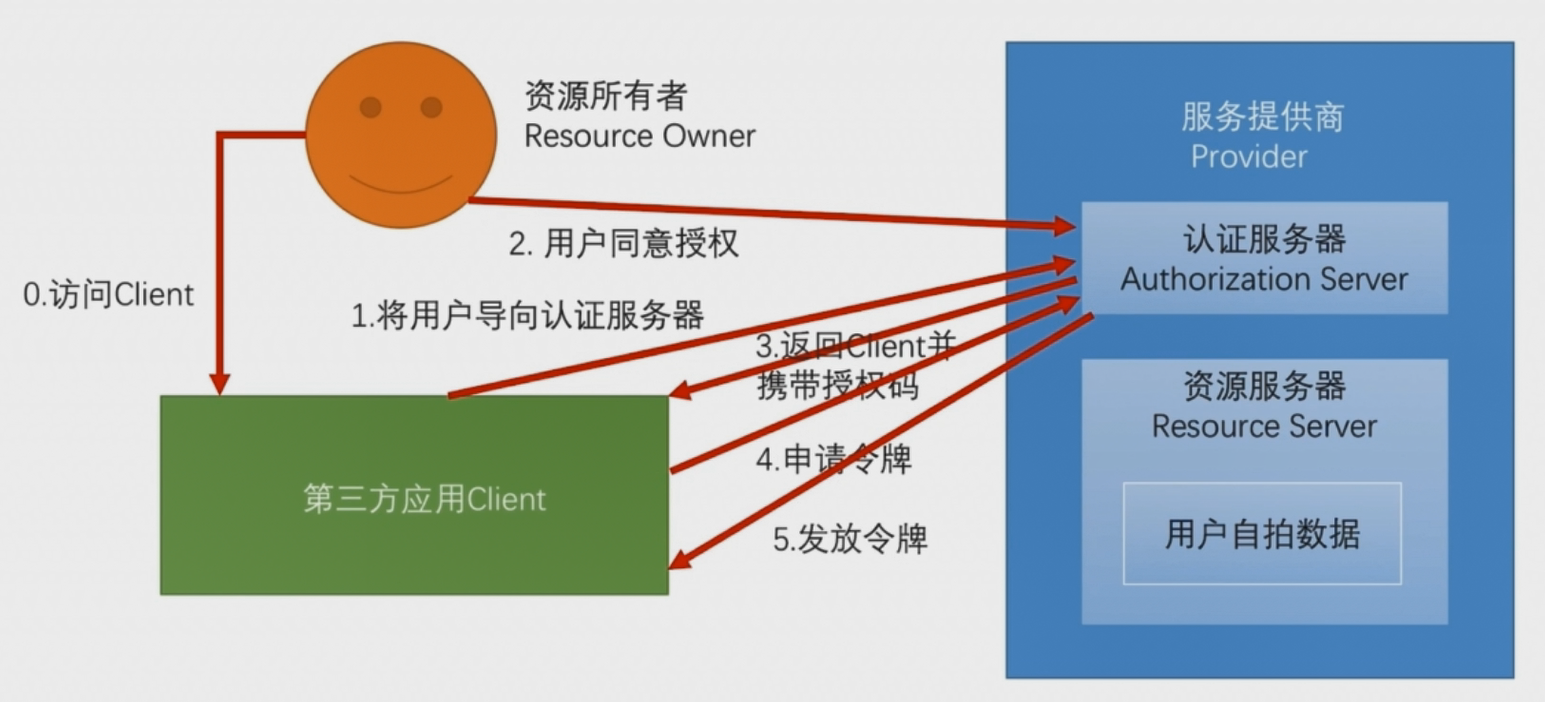 资源所有者
Resource Owner
服务提供商
Provider
2. 用户同意授权
认证服务器
Authorization Server
0.访问Client
1.将用户导向认证服务器
3.返回Client并
携带授权码
资源服务器
Resource Server
4.申请令牌
第三方应用Client
5.发放令牌
用户自拍数据